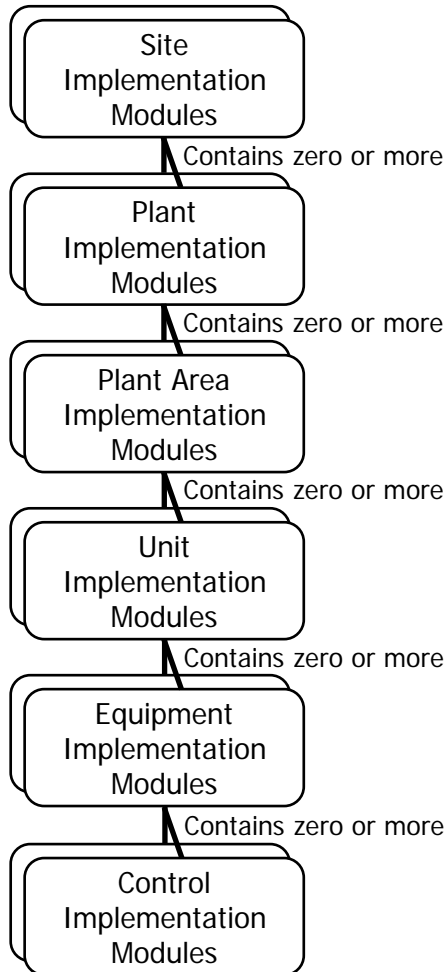 Site
Implementation
Modules
Contains zero or more
Plant
Implementation
Modules
Contains zero or more
Plant Area
Implementation
Modules
Contains zero or more
Unit
Implementation
Modules
Contains zero or more
Equipment
Implementation
Modules
Contains zero or more
Control
Implementation
Modules